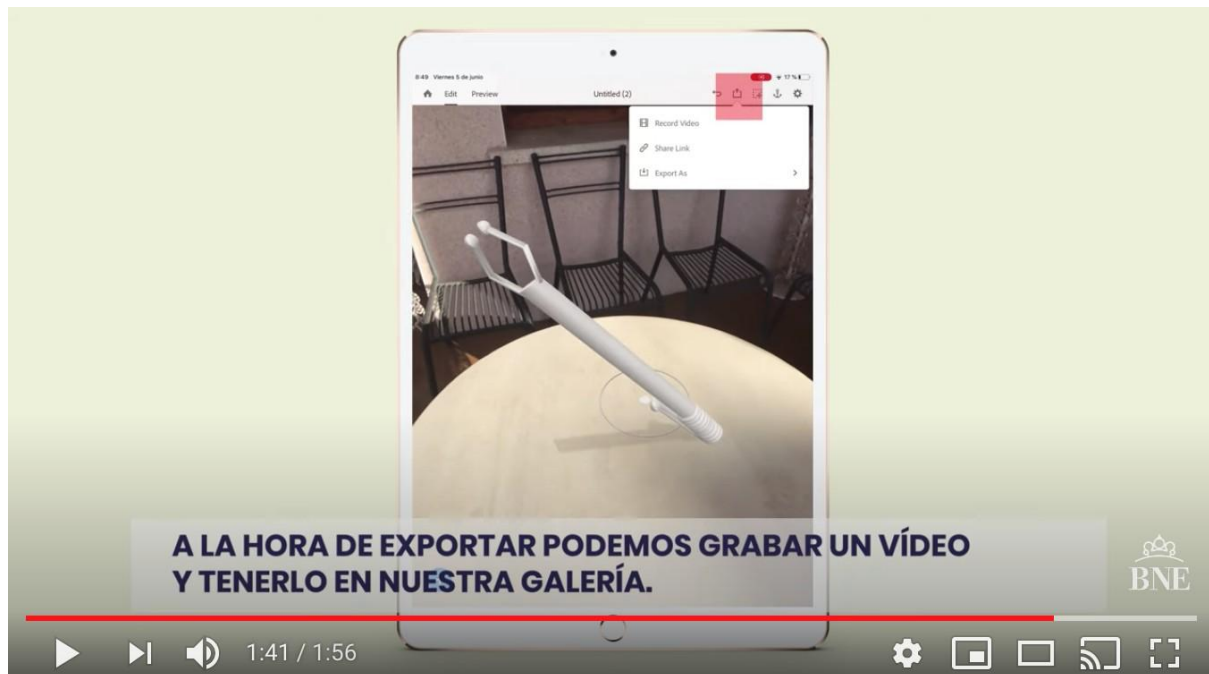 8:49 Viernes 5 de junio
17 %
Edit Preview Untitled (2)
Record Video
Share Link
Export As
A LA HORA DE EXPORTAR PODEMOS GRABAR UN VÍDEO
Y TENERLO EN NUESTRA GALERÍA.
BNE
1:41 / 1:56